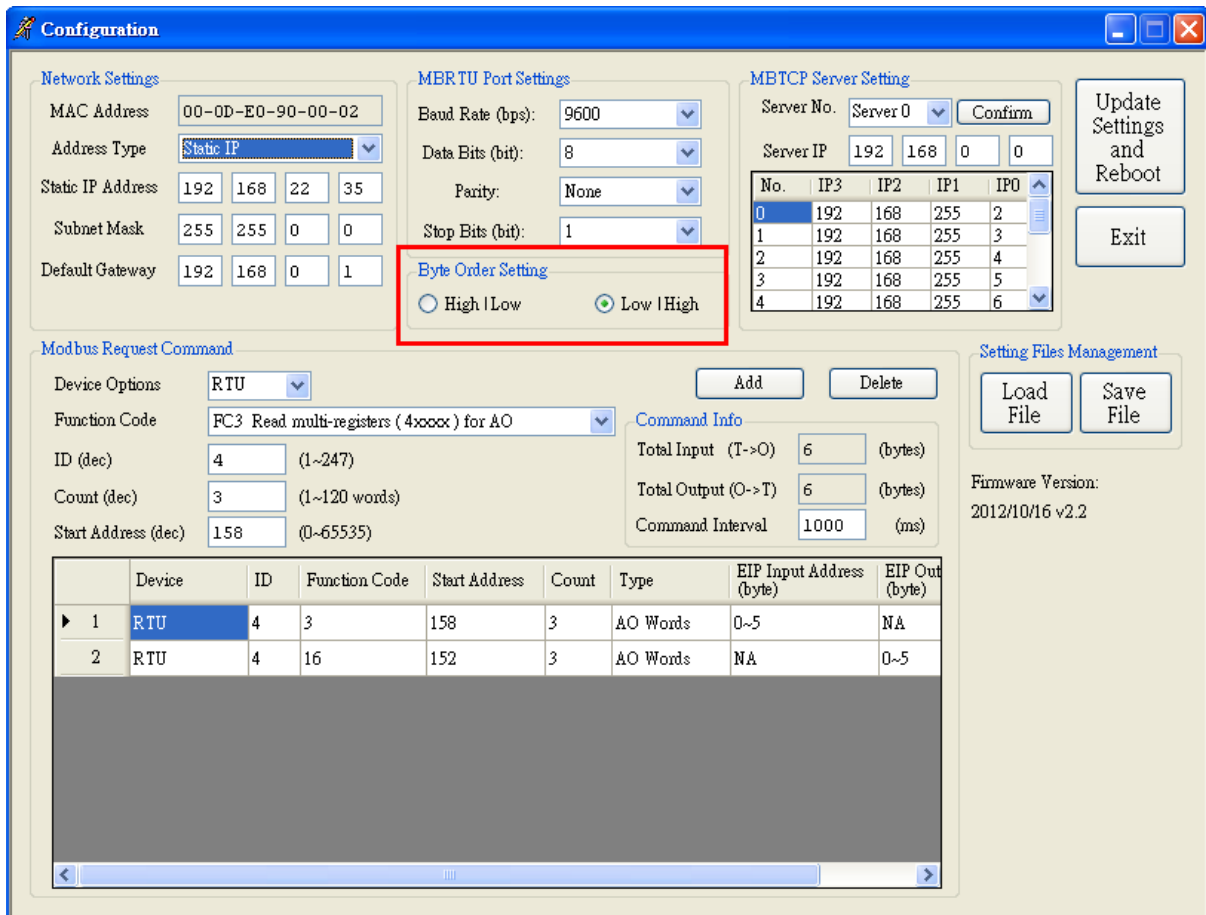 Configuration
Network Settings
MAC Address 00-0D-E0-90-00-02
Address Type Static IP
Static IP Address 192 168 22 35
Subnet Mask 255 255 0 0
Default Gateway 192 168 0 1
MBRTU Port Settings
Baud Rate (bps): 9600
Data Bits (bit): 8
Parity: None
Stop Bits (bit): 1
Byte Order Setting
High | Low Low | High
MBTCP Server Setting
Server No. Server 0 Confirm
Server IP 192 168 0 0
No. IP3 IP2 IP1 IP0
0 192 168 255 2
1 192 168 255 3
2 192 168 255 4
3 192 168 255 5
4 192 168 255 6
Update
Settings
and
Reboot
Exit
Modbus Request Command
Device Options RTU
Add Delete
Function Code FC3 Read multi-registers ( 4xxxx ) for AO
ID (dec) 4 (1~247)
Count (dec) 3 (1~120 words)
Start Address (dec) 158 (0~65535)
Command Info
Total Input (T->O) 6 (bytes)
Total Output (O->T) 6 (bytes)
Command Interval 1000 (ms)
Setting Files Management
Load
File
Save
File
Firmware Version:
2012/10/16 v2.2
Device ID Function Code Start Address Count Type EIP Input Address (byte) EIP Out (byte)
1 RTU 4 3 158 3 AO Words 0~5 NA
2 RTU 4 16 152 3 AO Words NA 0~5